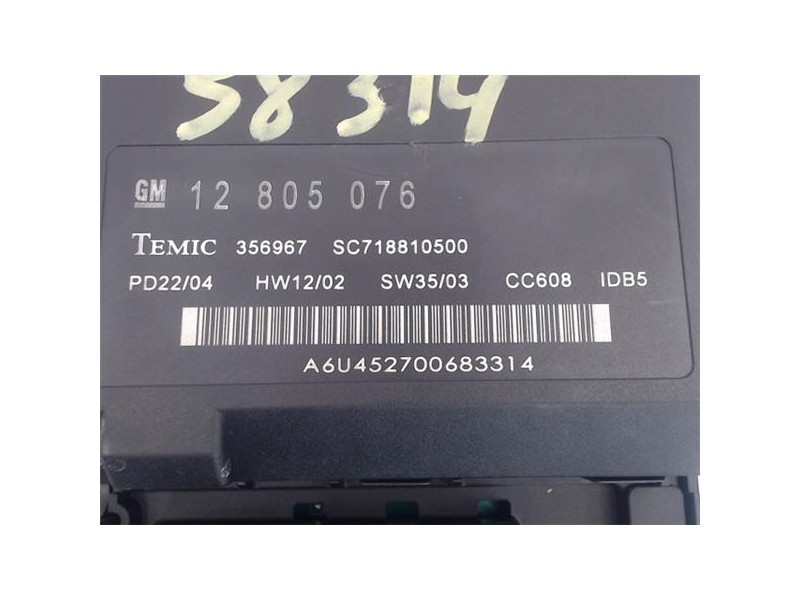 58314
GM 12 805 076
TEMIC 356967 SC718810500
PD22/04 HW12/02 SW35/03 CC608 IDB5
A6U452700683314